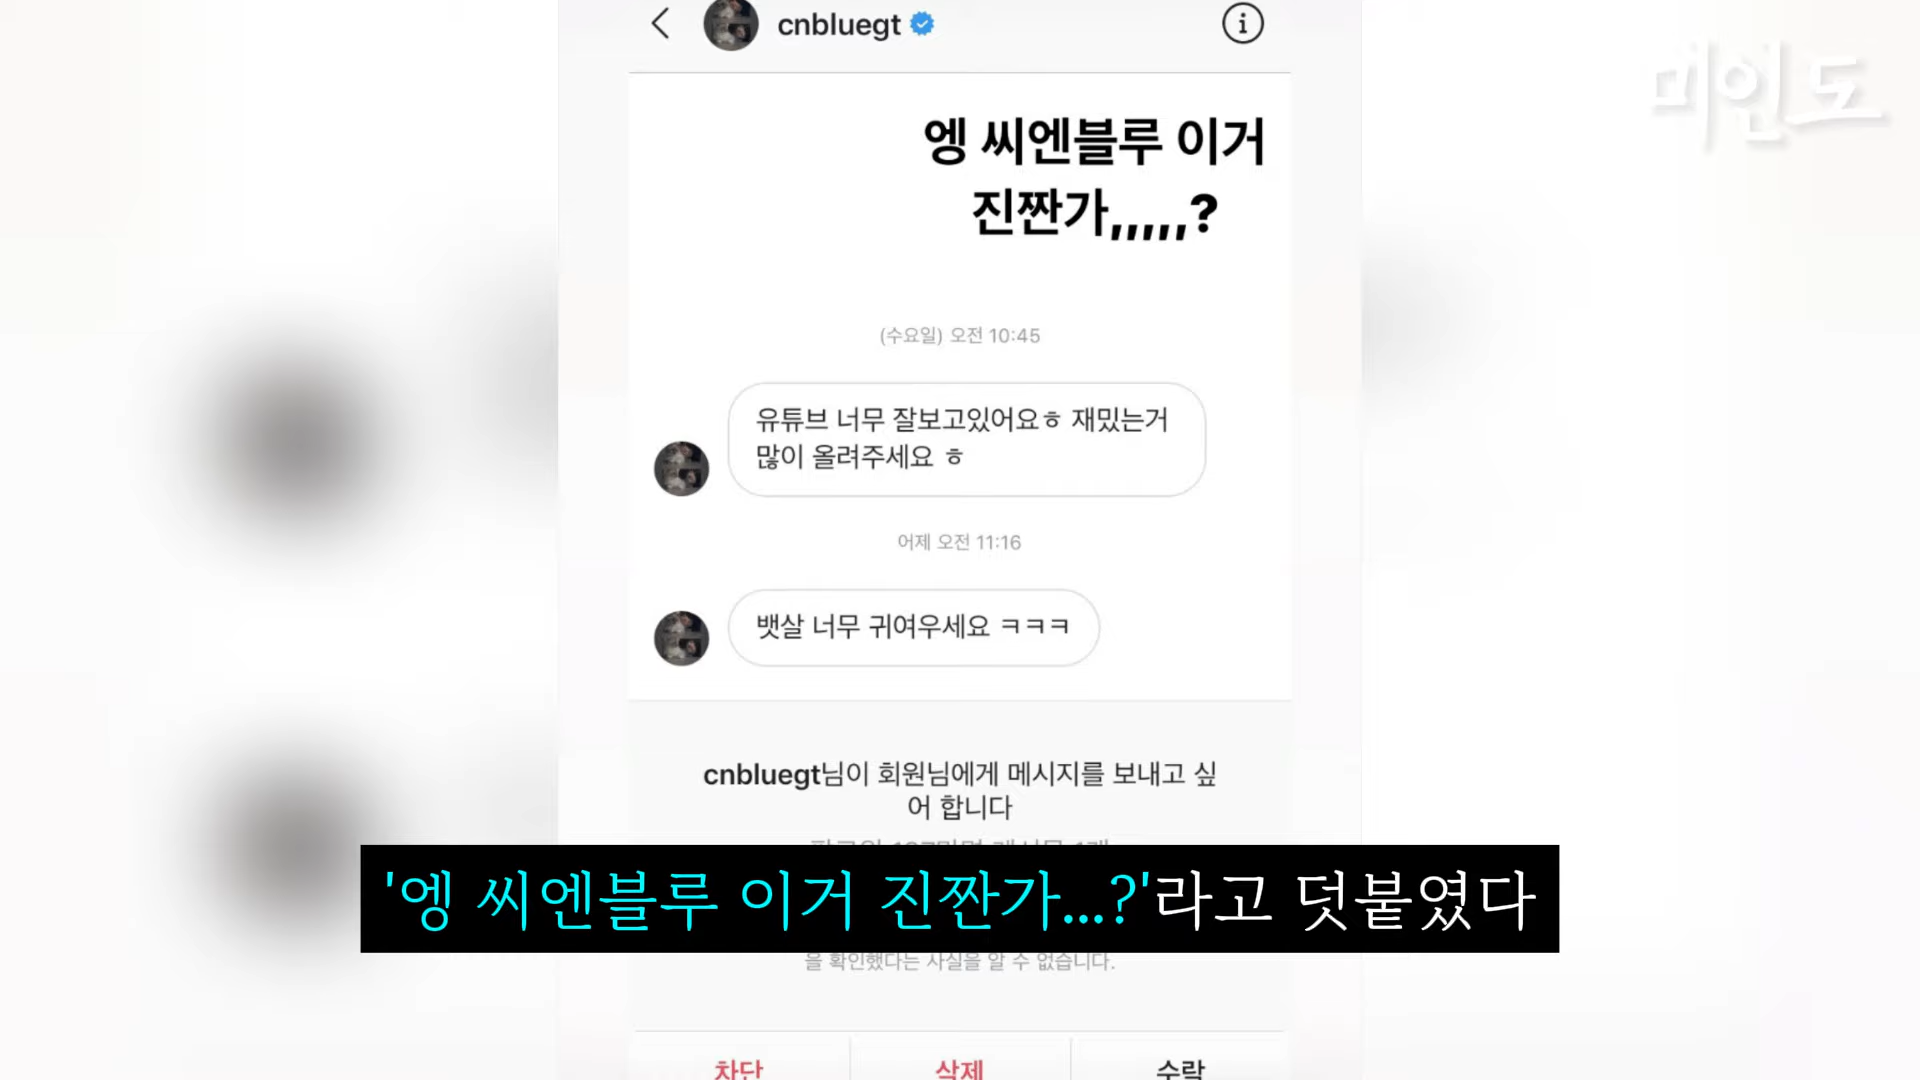 cnbluegt
미인도
엥 씨엔블루 이거
진짠가,,,,,?
(수요일) 오전 10:45
유튜브 너무 잘보고있어요ㅎ 재밌는거
많이 올려주세요 ㅎ
어제 오전 11:16
뱃살 너무 귀여우세요 ㅋㅋㅋ
cnbluegt님이 회원님에게 메시지를 보내고 싶
어 합니다
'엥 씨엔블루 이거 진짠가...?'라고 덧붙였다
을 확인했다는 사실을 알 수 없습니다.
차단 삭제 수락